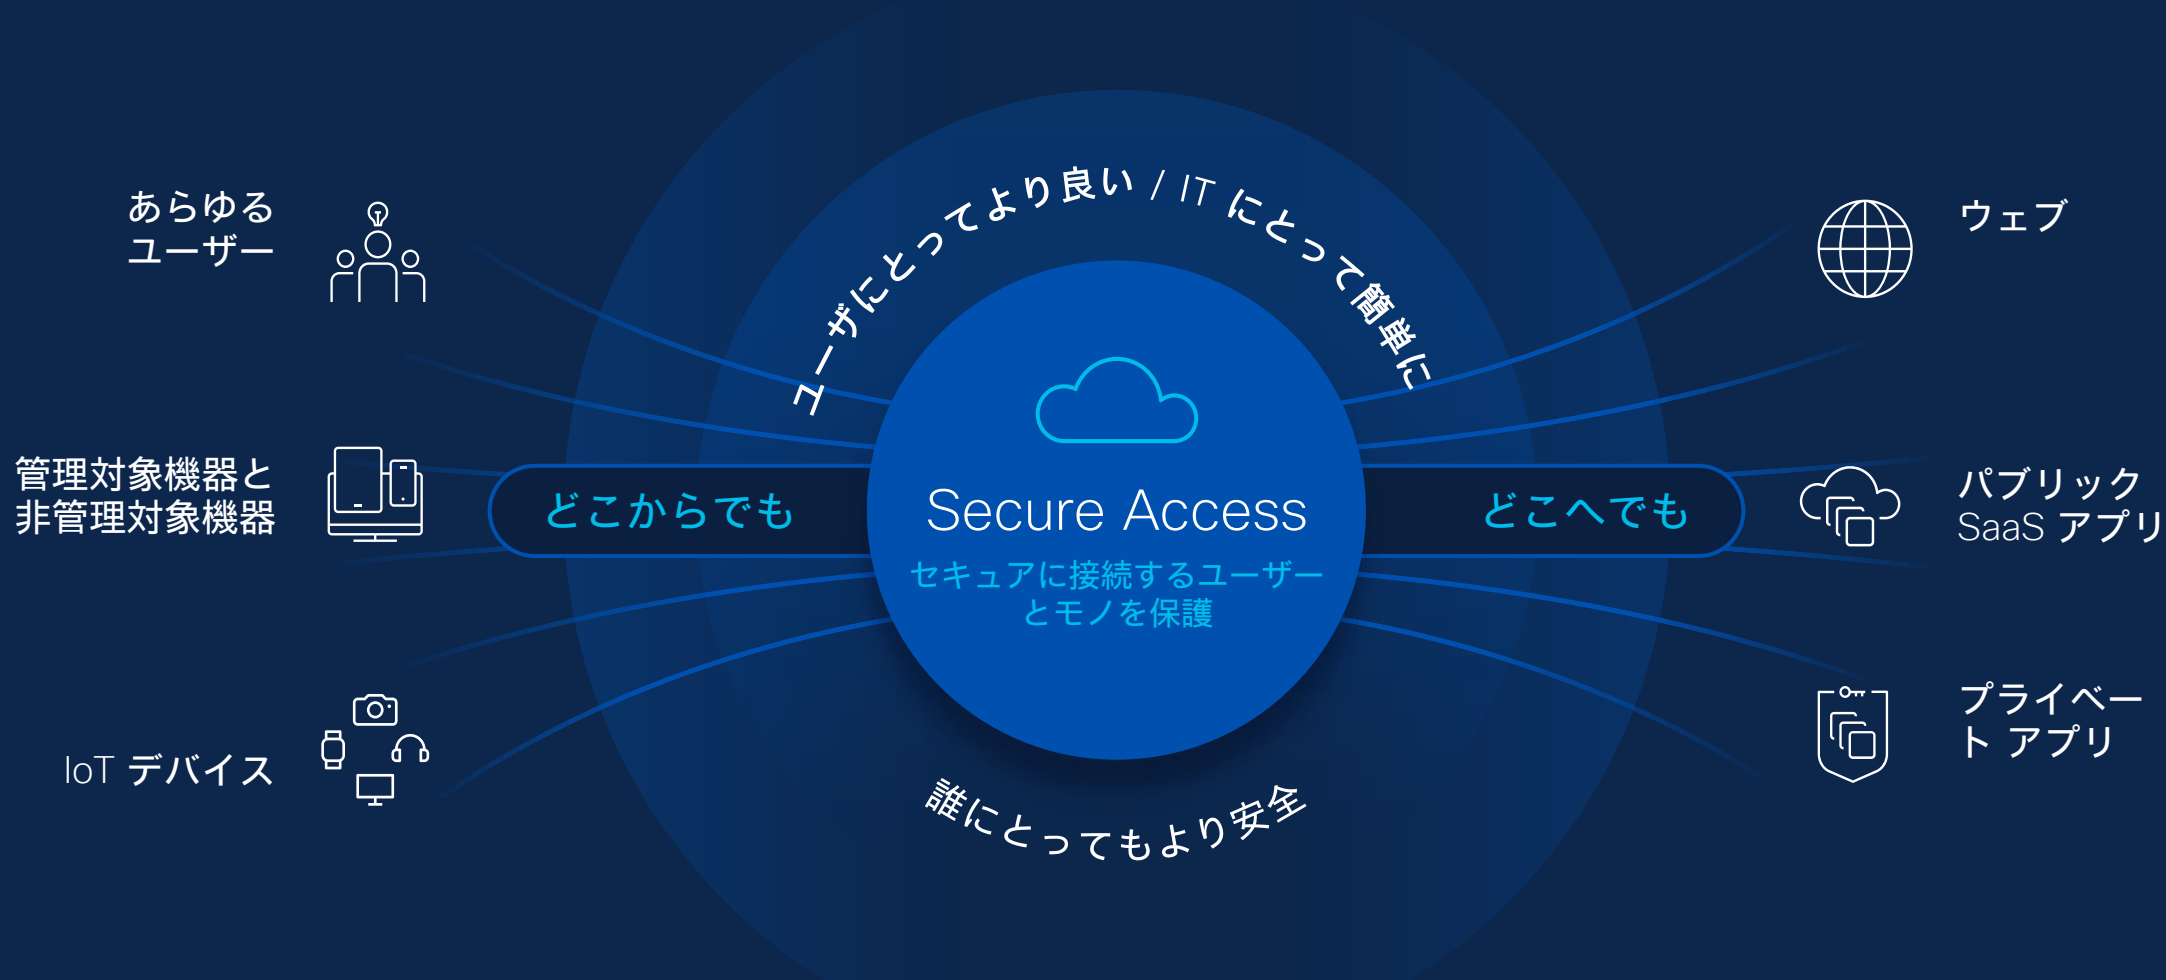 ユーザにとってより良い / IT にとって簡単に
あらゆる
ユーザー
管理対象機器と
非管理対象機器
IoT デバイス
どこからでも
Secure Access
セキュアに接続するユーザー
とモノを保護
どこへでも
ウェブ
パブリック
SaaS アプリ
プライベー
ト アプリ
誰にとってもより安全